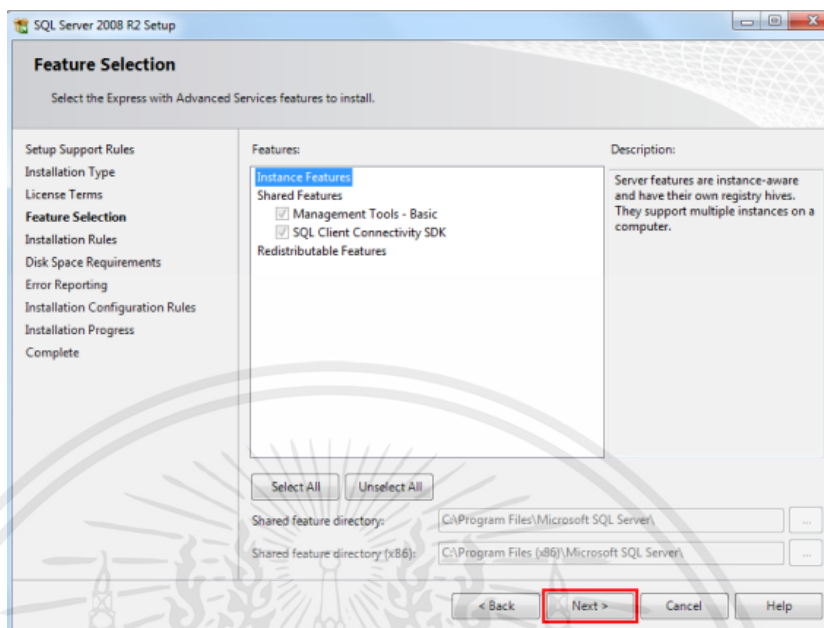 SQL Server 2008 R2 Setup
Feature Selection
Select the Express with Advanced Services features to install.
Setup Support Rules
Installation Type
License Terms
Feature Selection
Installation Rules
Disk Space Requirements
Error Reporting
Installation Configuration Rules
Installation Progress
Complete
Features:
Instance Features
Shared Features
Management Tools - Basic
SQL Client Connectivity SDK
Redistributable Features
Description:
Server features are instance-aware
and have their own registry hives.
They support multiple instances on a
computer.
Select All Unselect All
Shared feature directory: C:\Program Files\Microsoft SQL Server\ ...
Shared feature directory (x86): C:\Program Files (x86)\Microsoft SQL Server\ ...
< Back Next > Cancel Help